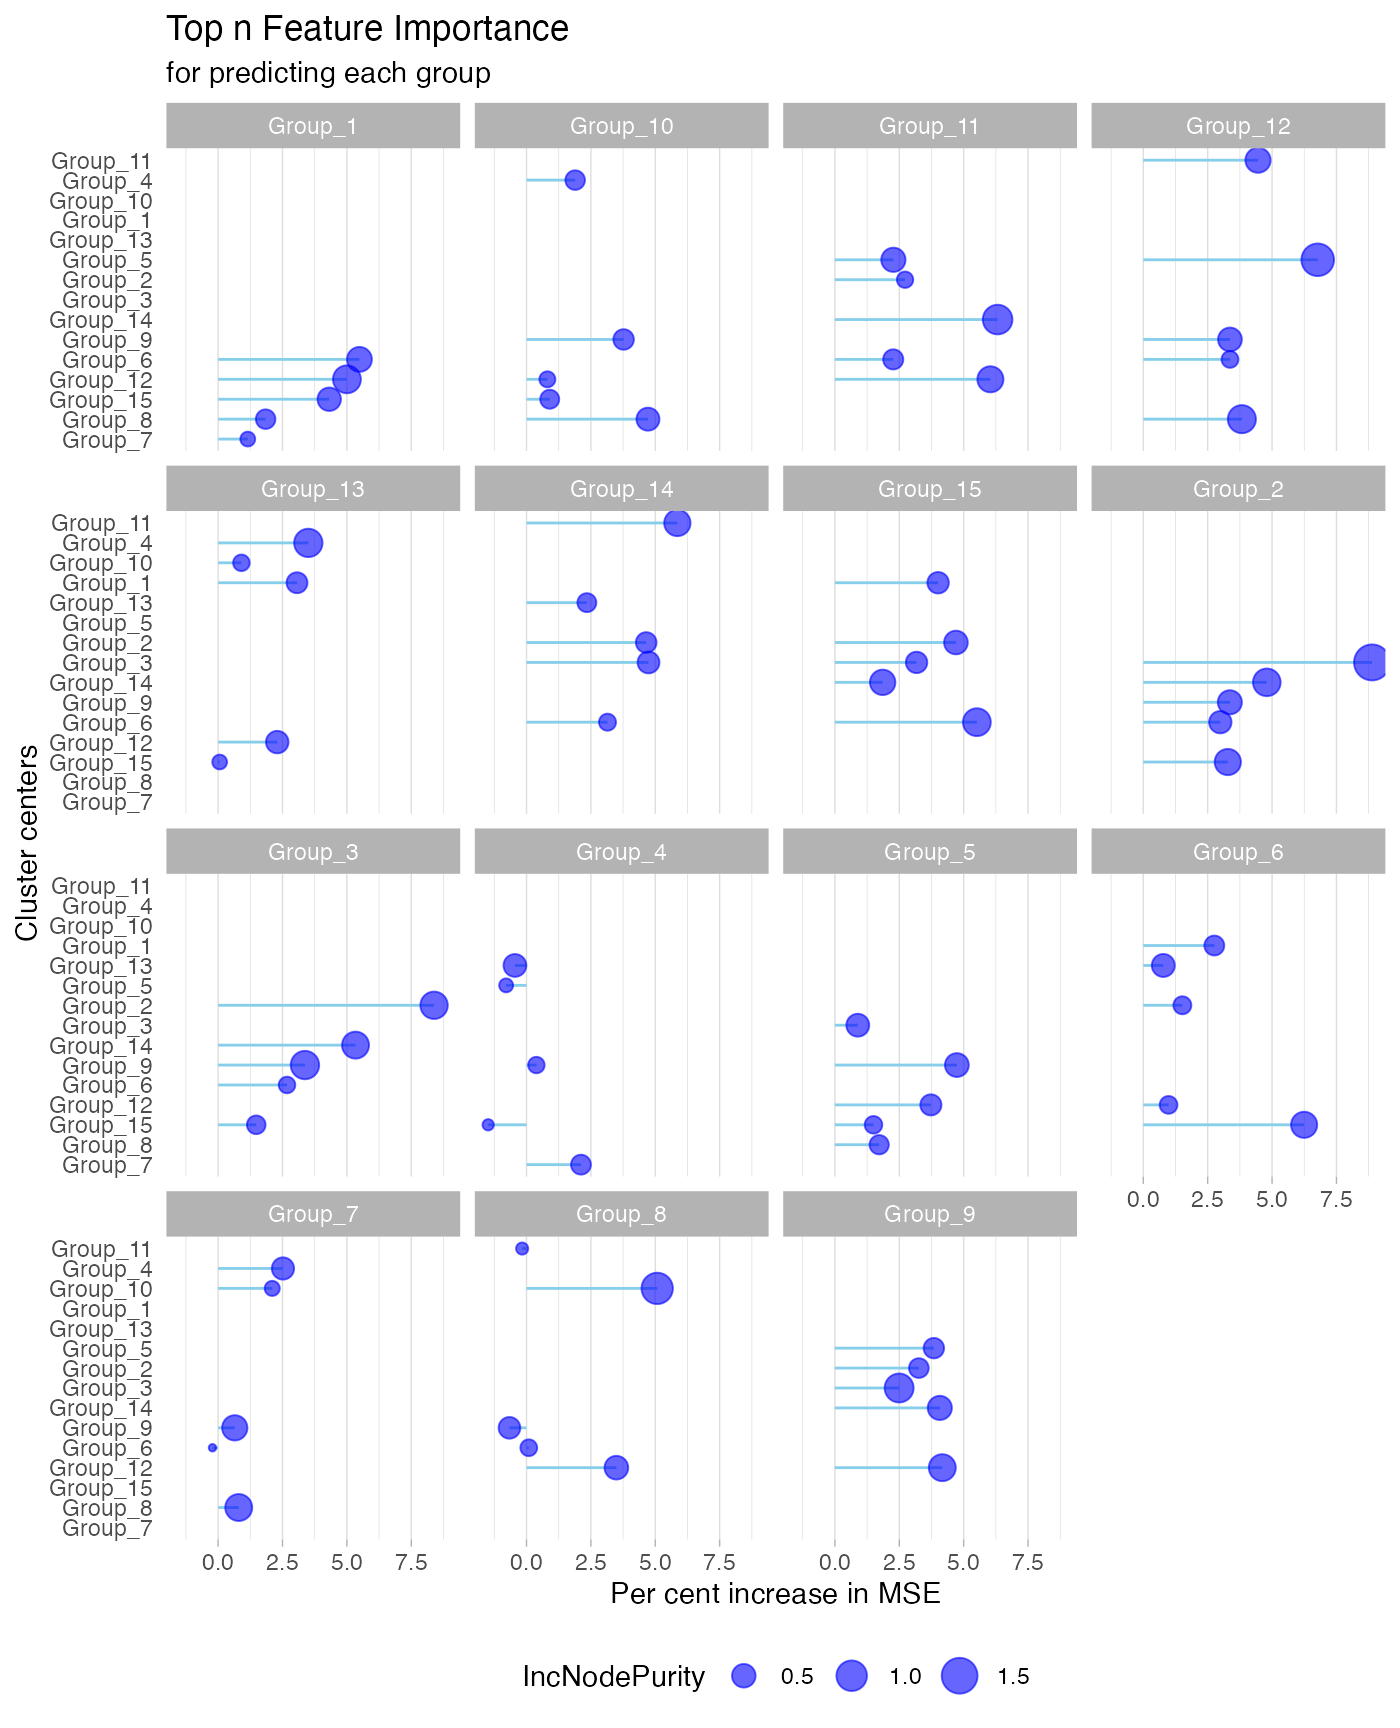 Top n Feature Importance
for predicting each group
Group_1 Group_10 Group_11 Group_12
Group_11
Group_4
Group_10
Group_1
Group_13
Group_5
Group_2
Group_3
Group_14
Group_9
Group_6
Group_12
Group_15
Group_8
Group_7
Group_13 Group_14 Group_15 Group_2
Group_11
Group_4
Group_10
Group_1
Group_13
Group_5
Group_2
Group_3
Group_14
Group_9
Group_6
Group_12
Group_15
Group_8
Group_7
Cluster centers
Group_3 Group_4 Group_5 Group_6
Group_11
Group_4
Group_10
Group_1
Group_13
Group_5
Group_2
Group_3
Group_14
Group_9
Group_6
Group_12
Group_15
Group_8
Group_7
0.0 2.5 5.0 7.5
Group_7 Group_8 Group_9
Group_11
Group_4
Group_10
Group_1
Group_13
Group_5
Group_2
Group_3
Group_14
Group_9
Group_6
Group_12
Group_15
Group_8
Group_7
0.0 2.5 5.0 7.5 0.0 2.5 5.0 7.5 0.0 2.5 5.0 7.5
Per cent increase in MSE
IncNodePurity 0.5 1.0 1.5